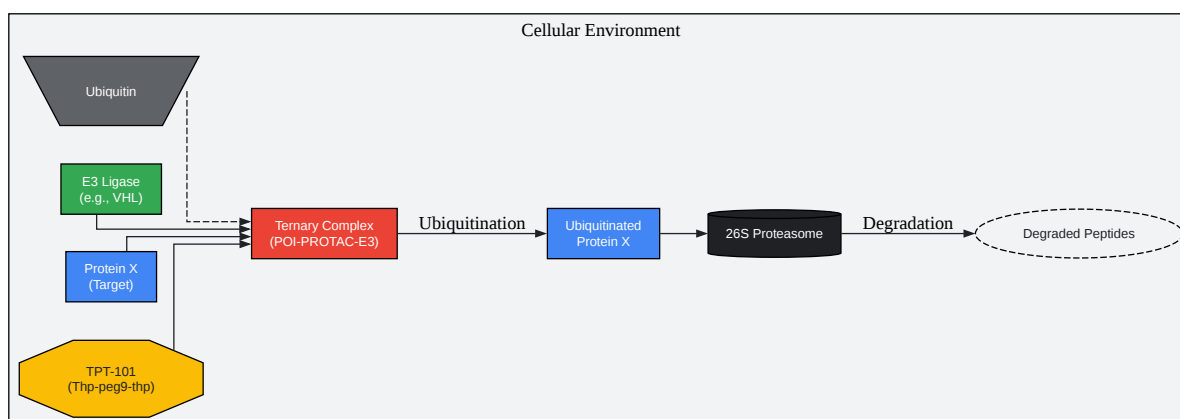 Cellular Environment
Ubiquitin
E3 Ligase
(e.g., VHL)
Protein X
(Target)
TPT-101
(Thp-peg9-thp)
Ternary Complex
(POI-PROTAC-E3)
Ubiquitination
Ubiquitinated
Protein X
26S Proteasome
Degradation
Degraded Peptides